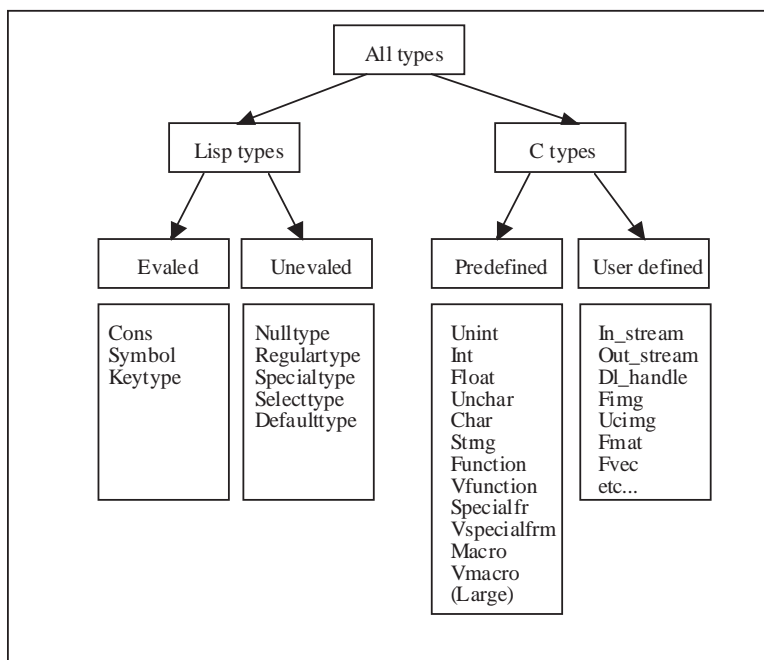 All types
Lisp types
C types
Evaled
Unevaled
Predefined
User defined
Cons
Symbol
Keytype
Nulltype
Regulartype
Specialtype
Selecttype
Defaulttype
Unint
Int
Float
Unchar
Char
Strng
Function
Vfunction
Specialfr
Vspecialfrm
Macro
Vmacro
(Large)
In_stream
Out_stream
Dl_handle
Fimg
Ucimg
Fmat
Fvec
etc...